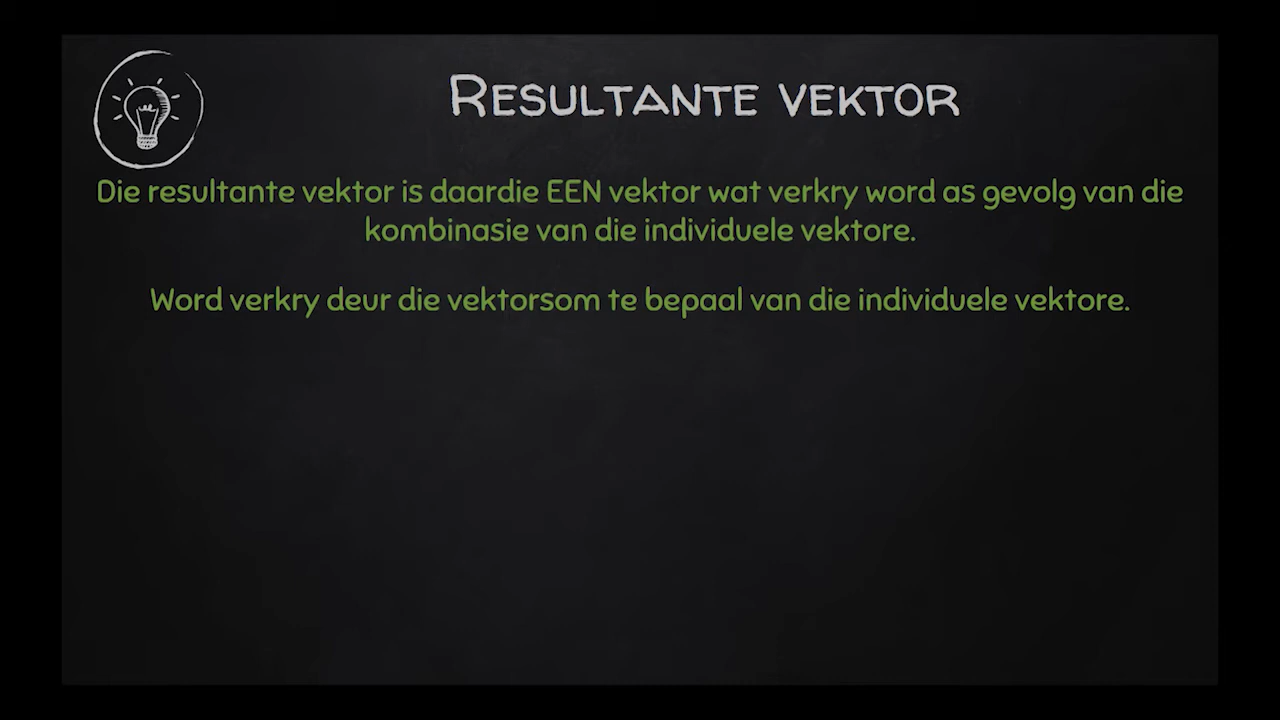 Resultante vektor
Die resultante vektor is daardie EEN vektor wat verkry word as gevolg van die
kombinasie van die individuele vektore.
Word verkry deur die vektorsom te bepaal van die individuele vektore.